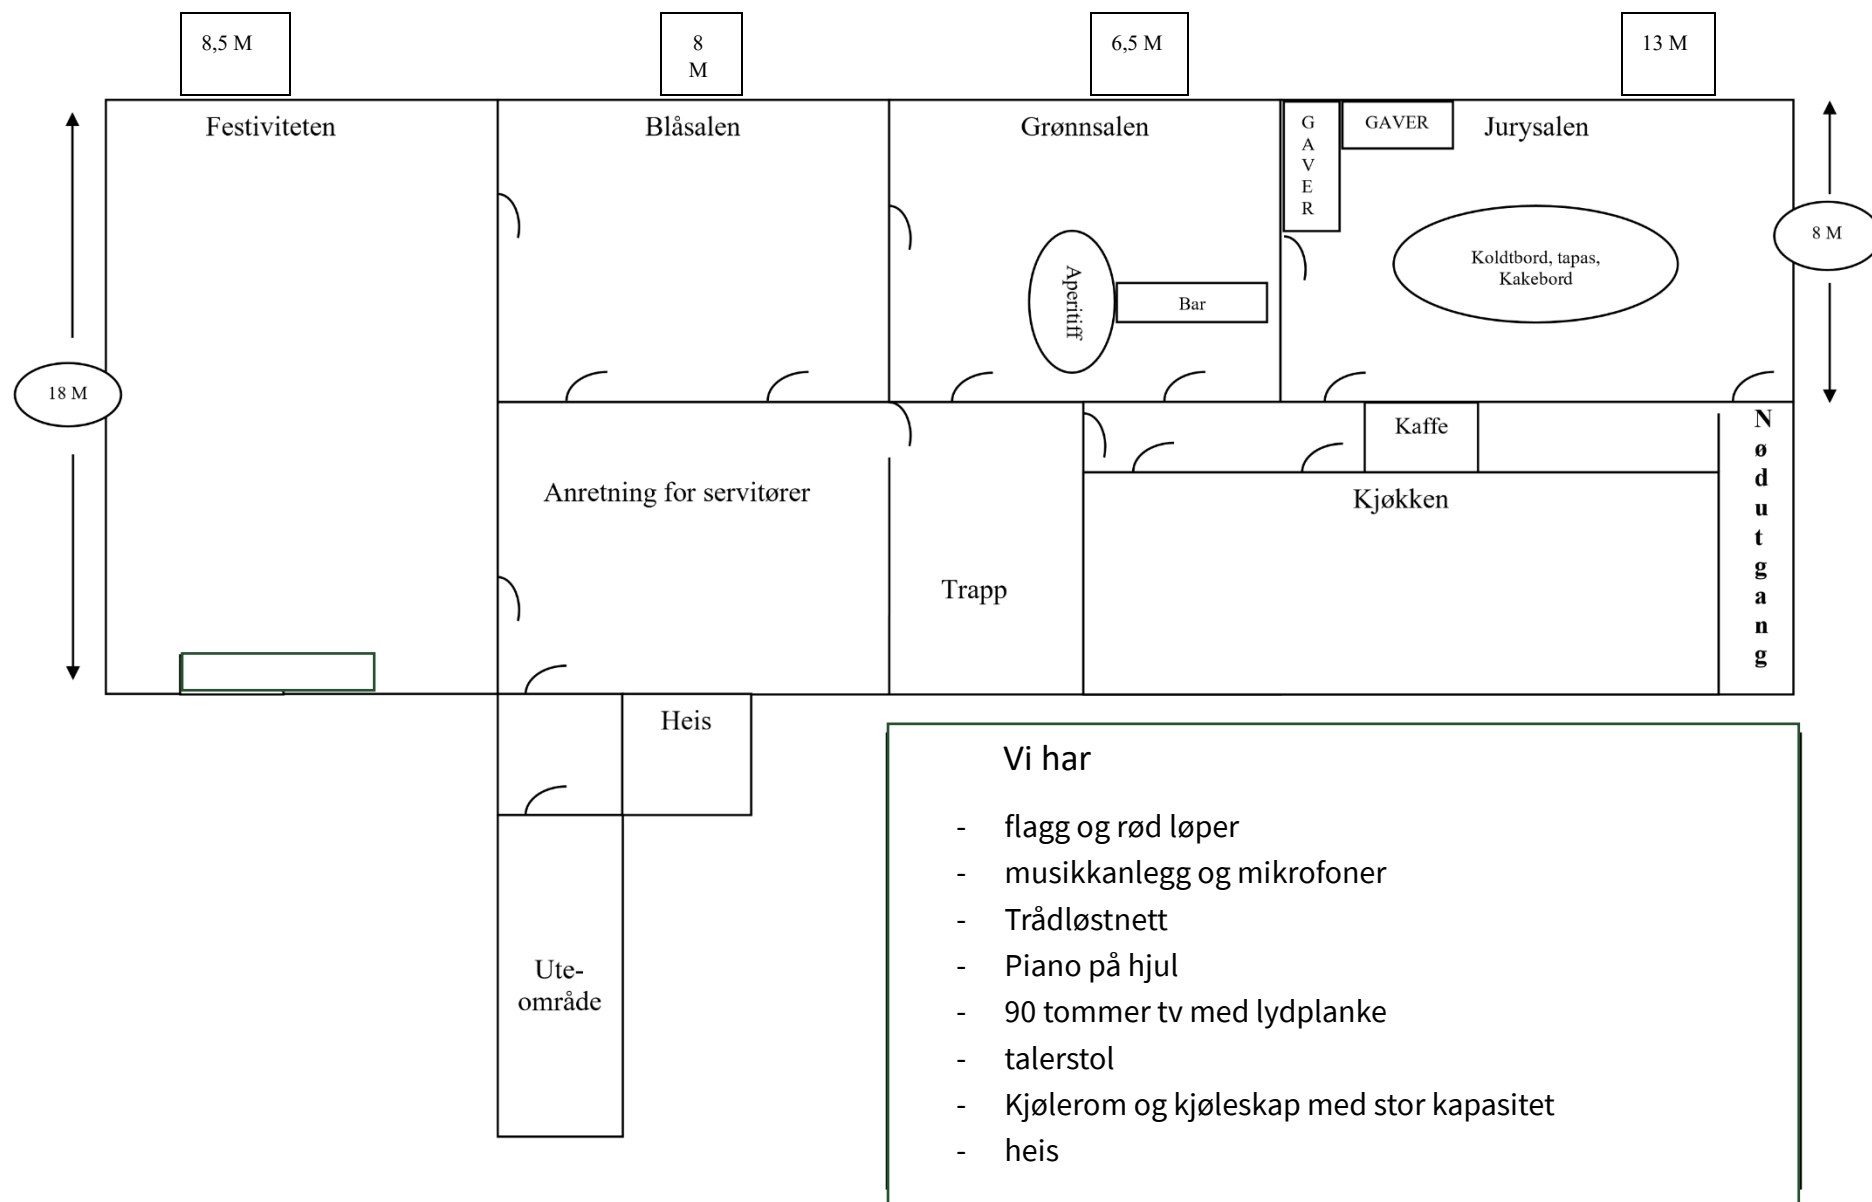 8,5 M
8
M
6,5 M
13 M
Festiviteten
Blåsalen
Grønnsalen
G
A
V
E
R
GAVER
Jurysalen
8 M
Koldtbord, tapas,
Kakebord
Aperitiff
Bar
18 M
Kaffe
Anretning for servitører
Kjøkken
Trapp
N
ø
d
u
t
g
a
n
g
Heis
Ute-
område
Vi har
- flagg og rød løper
- musikkanlegg og mikrofoner
- Trådløstnett
- Piano på hjul
- 90 tommer tv med lydplanke
- talerstol
- Kjølerom og kjøleskap med stor kapasitet
- heis